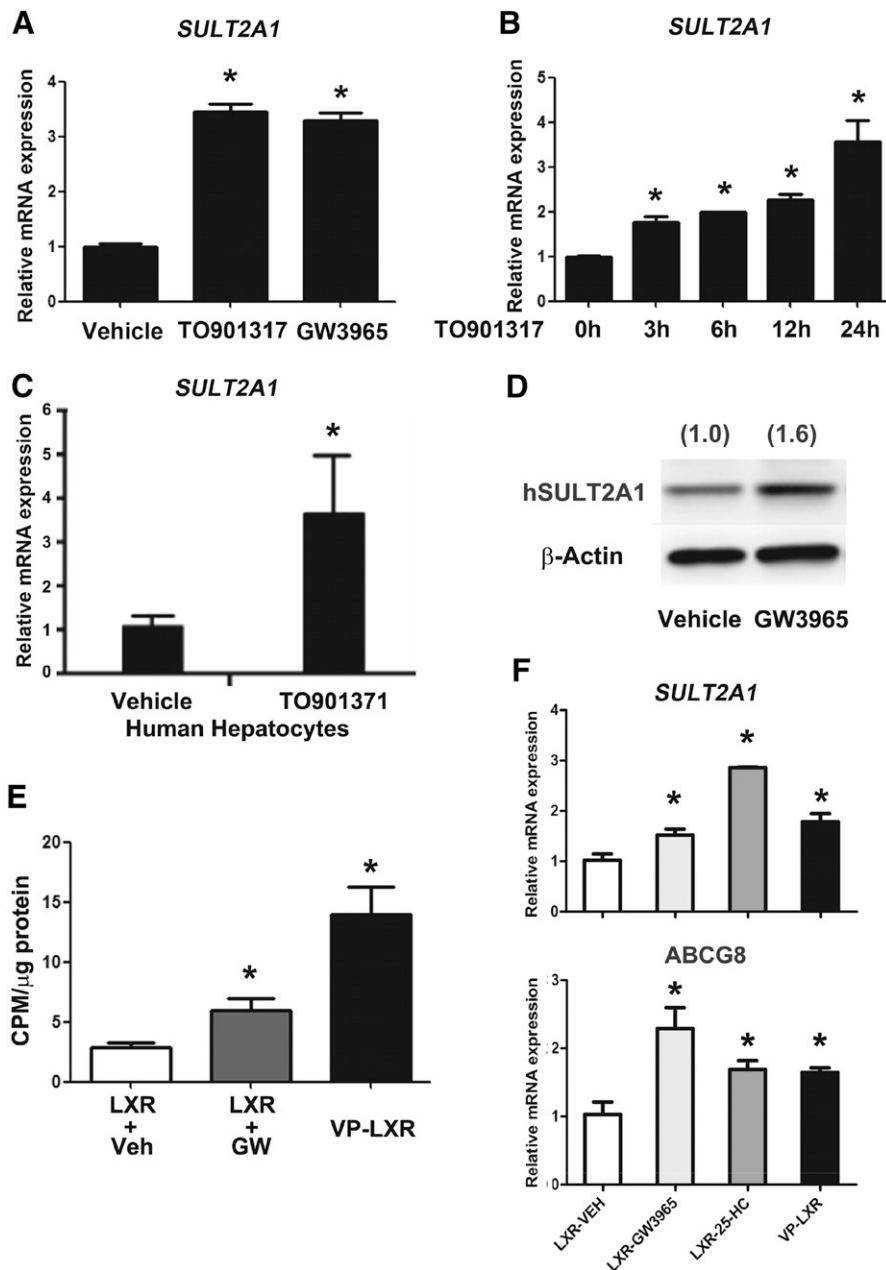 A
SULT2A1
Relative mRNA expression
4
3
2
1
0
*
*
Vehicle TO901317 GW3965
B
SULT2A1
Relative mRNA expression
5
4
3
2
1
0
*
*
*
*
TO901317 0h 3h 6h 12h 24h
C
SULT2A1
Relative mRNA expression
6
5
4
3
2
1
0
*
Vehicle TO901371
Human Hepatocytes
D
(1.0) (1.6)
hSULT2A1
β-Actin
Vehicle GW3965
E
CPM/μg protein
20
15
10
5
0
*
*
LXR + Veh
LXR + GW
VP-LXR
F
SULT2A1
Relative mRNA expression
4
3
2
1
0
*
*
*
ABCG8
Relative mRNA expression
3
2
1
*
*
*
LXR-VEH
LXR-GW3965
LXR-25-HC
VP-LXR